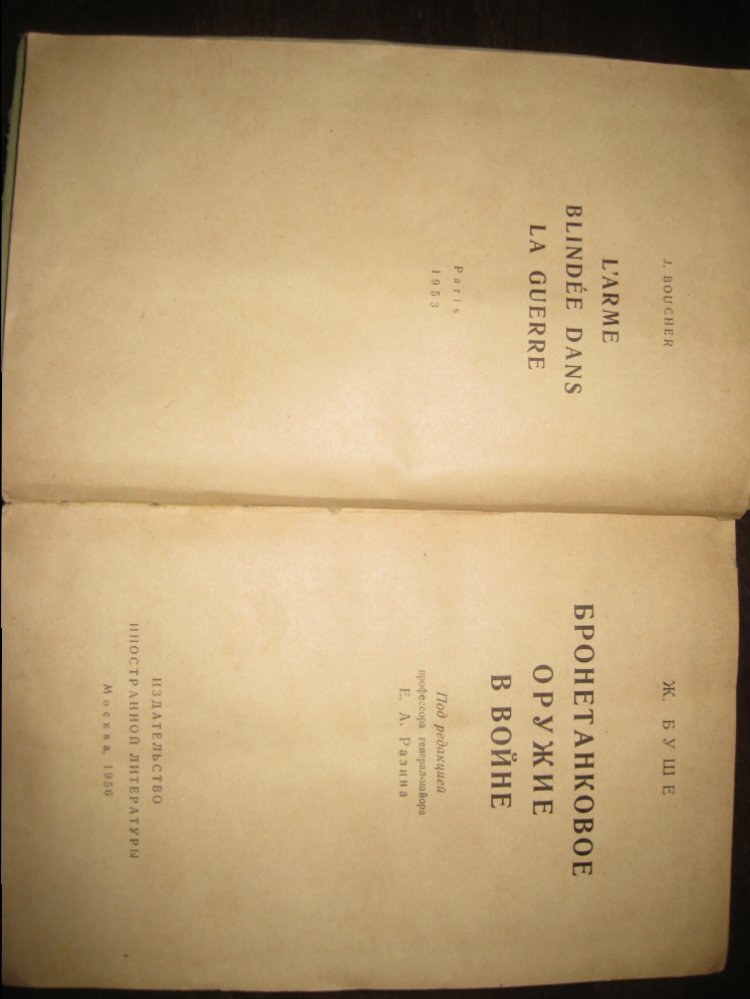 J. BOUCHER
L'ARME
BLINDÉE DANS
LA GUERRE
Paris
1953
Ж. БУШЕ
БРОНЕТАНКОВОЕ
ОРУЖИЕ
В ВОЙНЕ
Под редакцией
профессора генерал-майора
Е. А. Разина
ИЗДАТЕЛЬСТВО
ИНОСТРАННОЙ ЛИТЕРАТУРЫ
Москва, 1956